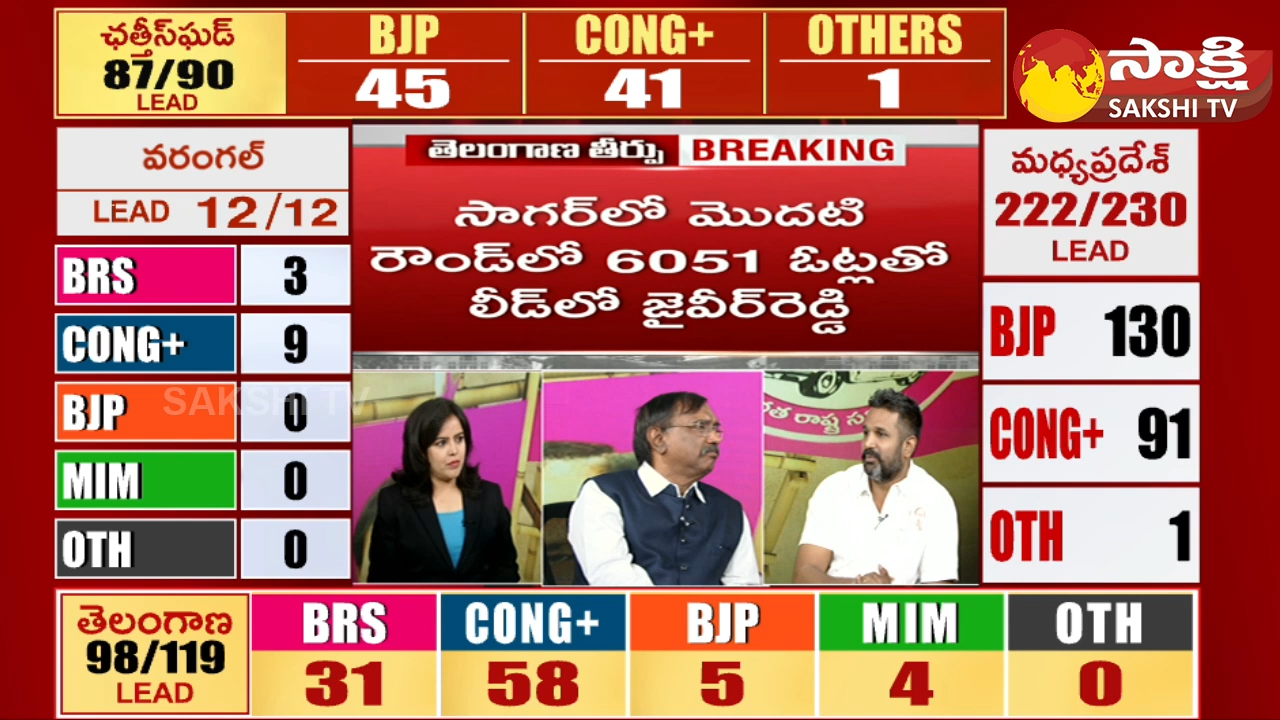 ఛత్తీస్‌ఘడ్
87/90
LEAD
BJP
45
CONG+
41
OTHERS
1
సాక్షి
SAKSHI TV
వరంగల్
LEAD 12/12
BRS 3
CONG+ 9
BJP 0
MIM 0
OTH 0
SAKSHI TV
తెలంగాణ తీర్పు BREAKING
సాగర్‌లో మొదటి
రౌండ్‌లో 6051 ఓట్లతో
లీడ్‌లో జైవీర్‌రెడ్డి
రాష్ట్ర
మధ్యప్రదేశ్
222/230
LEAD
BJP 130
CONG+ 91
OTH 1
తెలంగాణ
98/119
LEAD
BRS
31
CONG+
58
BJP
5
MIM
4
OTH
0